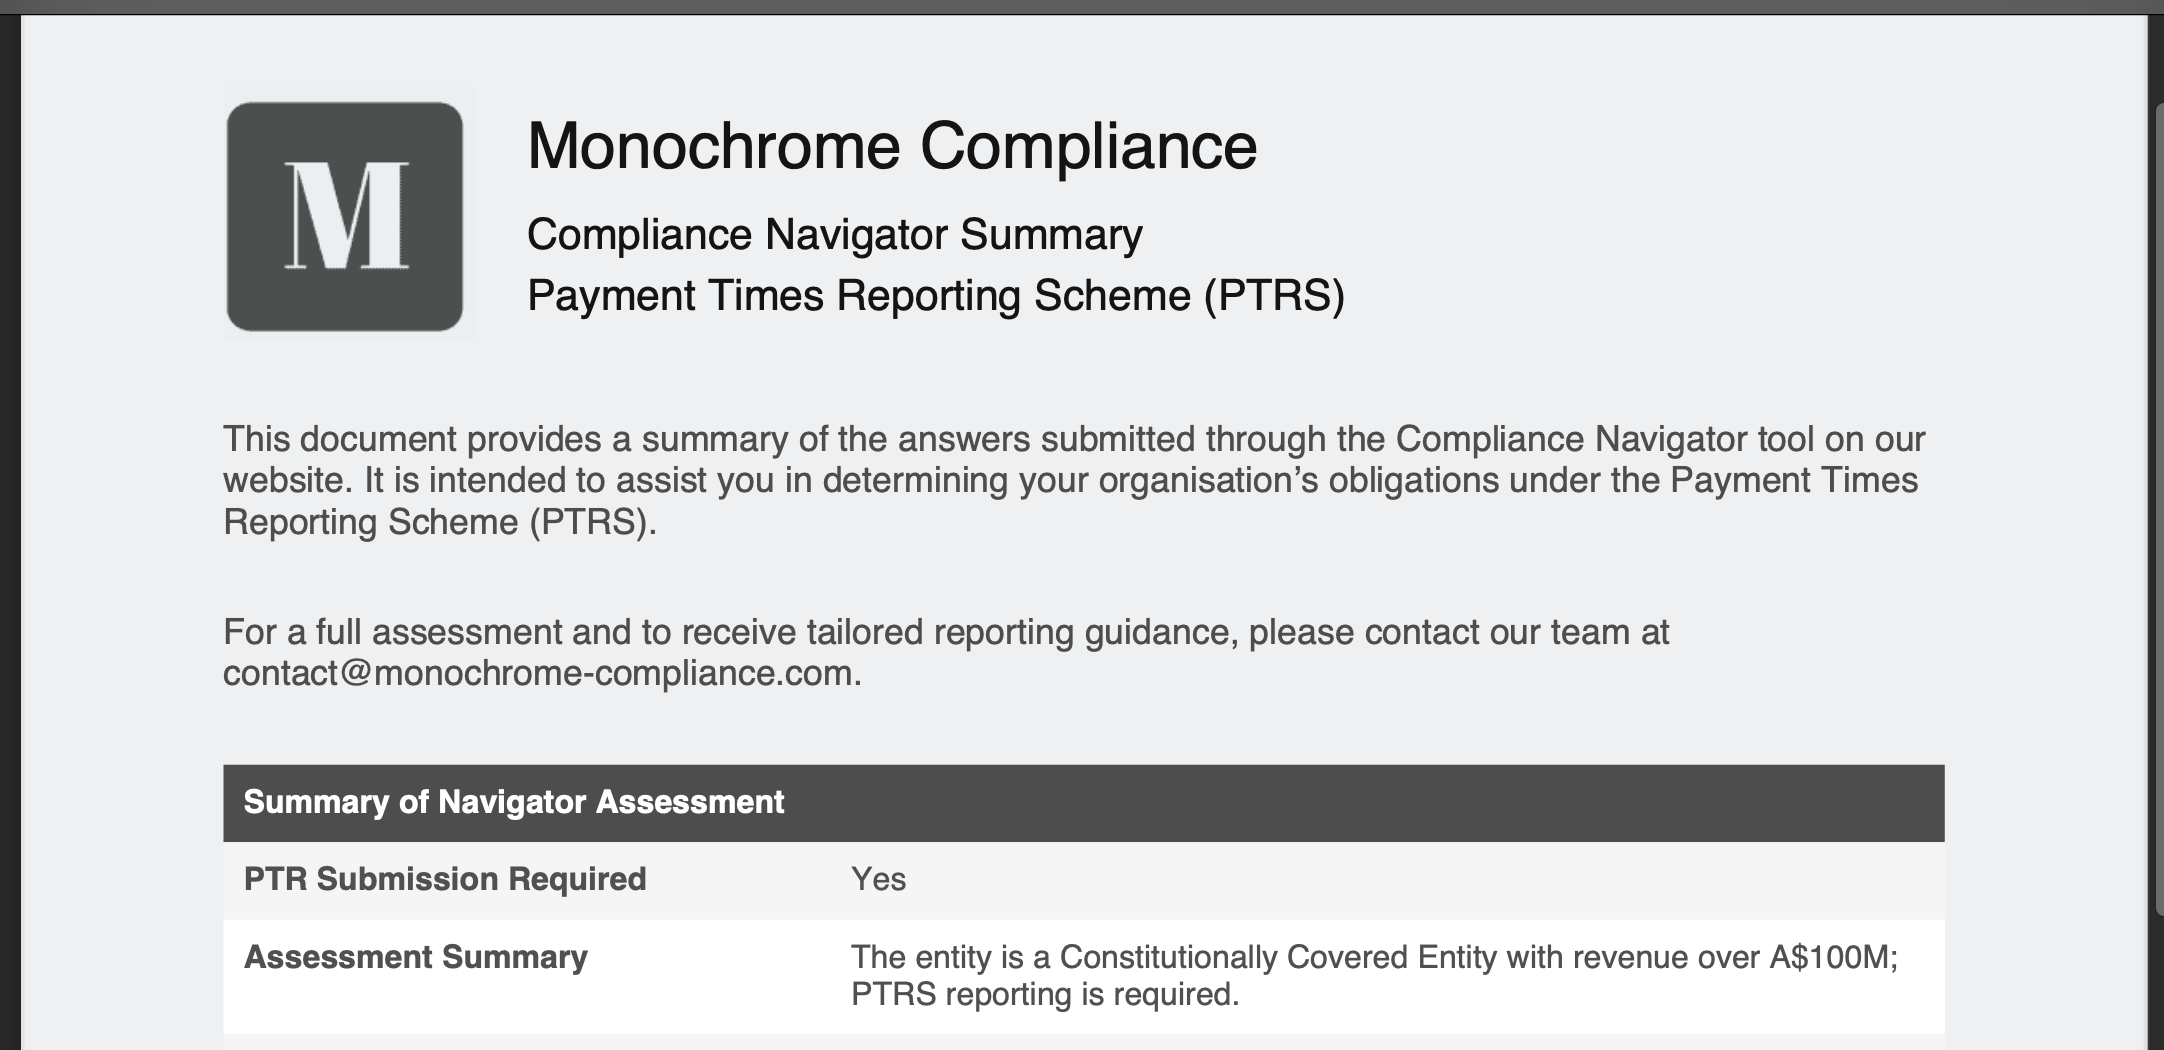 M
Monochrome Compliance
Compliance Navigator Summary
Payment Times Reporting Scheme (PTRS)
This document provides a summary of the answers submitted through the Compliance Navigator tool on our
website. It is intended to assist you in determining your organisation’s obligations under the Payment Times
Reporting Scheme (PTRS).
For a full assessment and to receive tailored reporting guidance, please contact our team at
contact@monochrome-compliance.com.
Summary of Navigator Assessment
PTR Submission Required Yes
Assessment Summary The entity is a Constitutionally Covered Entity with revenue over A$100M;
PTRS reporting is required.